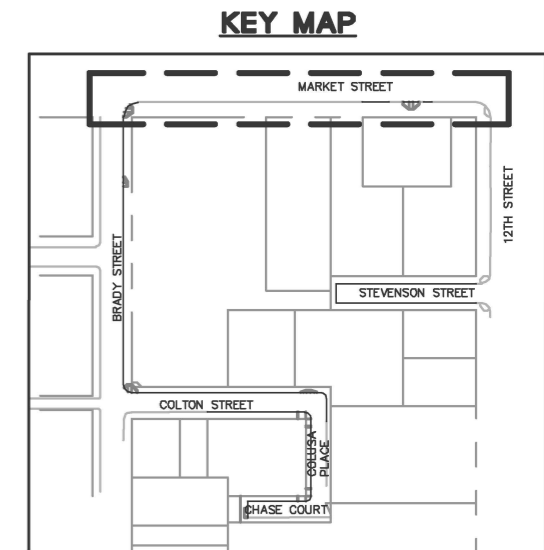 KEY MAP
MARKET STREET
12TH STREET
BRADY STREET
STEVENSON STREET
COLTON STREET
COLUSA
PLACE
CHASE COURT